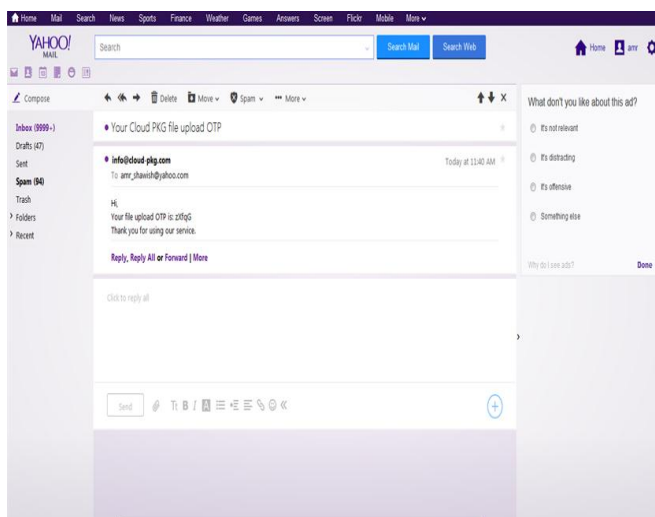 Home Mail Search News Sports Finance Weather Games Answers Screen Flickr Mobile More
YAHOO!
MAIL
Search
Search Mail
Search Web
Home amr
Compose
Delete Move Spam More
What don't you like about this ad?
Inbox (9999+)
Drafts (47)
Sent
Spam (94)
Trash
Folders
Recent
Your Cloud PKG file upload OTP
info@cloud-pkg.com
Today at 11:40 AM
To amr_shawish@yahoo.com
Hi,
Your file upload OTP is: zXfqG
Thank you for using our service.
Reply, Reply All or Forward | More
Click to reply all
Send
Tt B I A
It's not relevant
It's distracting
It's offensive
Something else
Why do I see ads?
Done